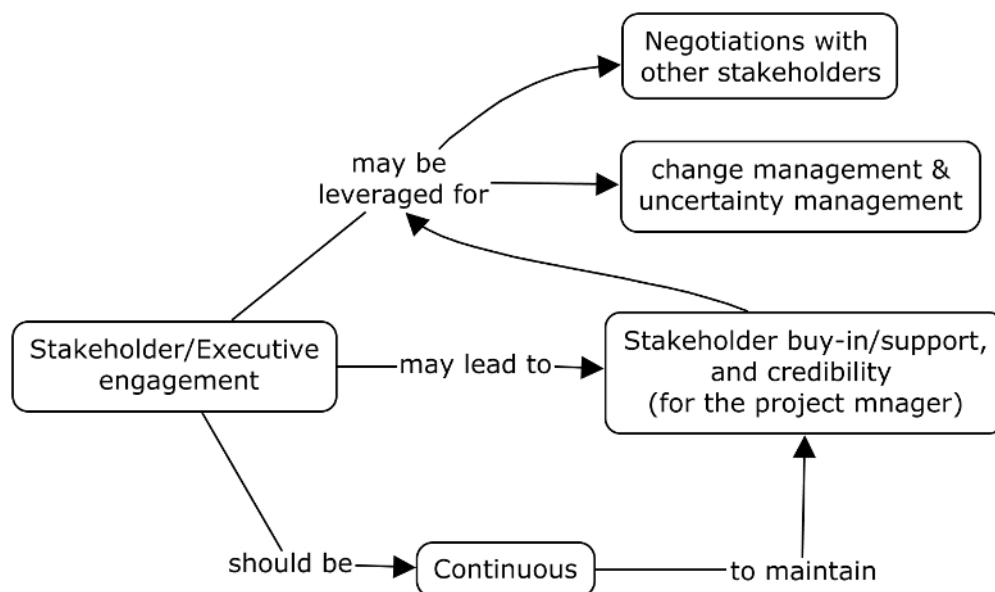 Negotiations with
other stakeholders
may be
leveraged for
change management &
uncertainty management
Stakeholder/Executive
engagement
may lead to
Stakeholder buy-in/support,
and credibility
(for the project mnager)
should be
Continuous
to maintain